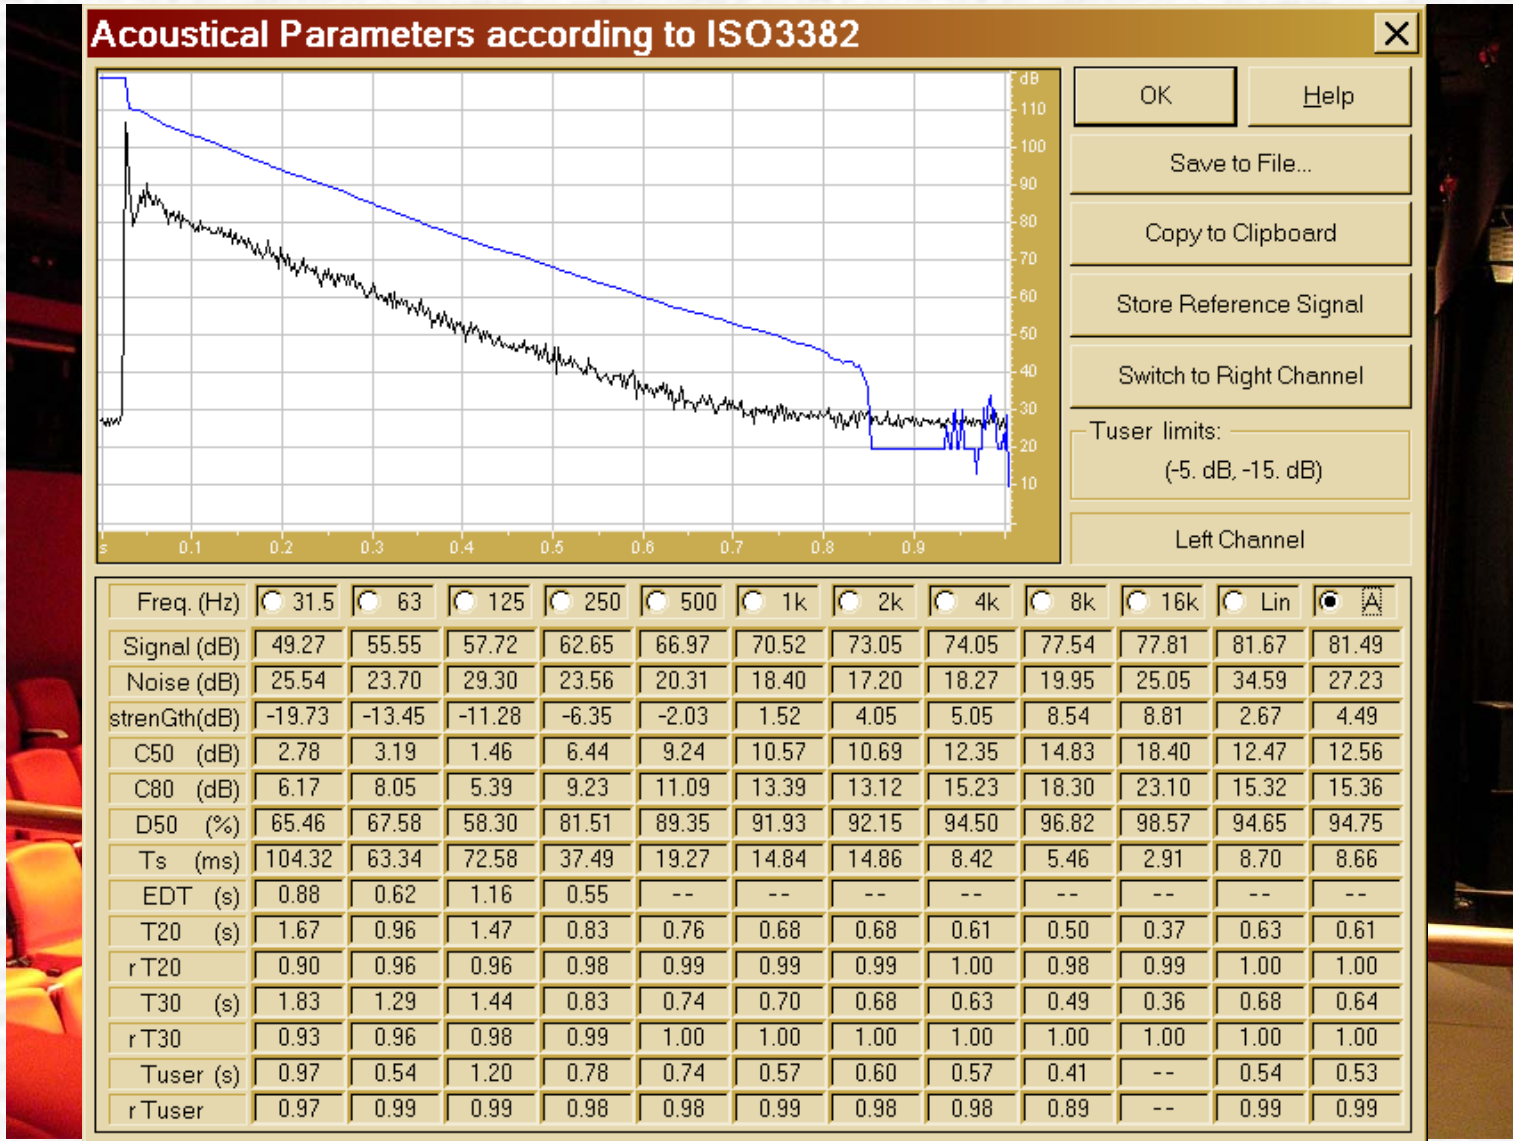 Acoustical Parameters according to ISO3382
dB
110
100
90
80
70
60
50
40
30
20
10
s 0.1 0.2 0.3 0.4 0.5 0.6 0.7 0.8 0.9
OK Help
Save to File...
Copy to Clipboard
Store Reference Signal
Switch to Right Channel
Tuser limits:
(-5. dB, -15. dB)
Left Channel
Freq. (Hz) 31.5 63 125 250 500 1k 2k 4k 8k 16k Lin A
Signal (dB) 49.27 55.55 57.72 62.65 66.97 70.52 73.05 74.05 77.54 77.81 81.67 81.49
Noise (dB) 25.54 23.70 29.30 23.56 20.31 18.40 17.20 18.27 19.95 25.05 34.59 27.23
strenGth(dB) -19.73 -13.45 -11.28 -6.35 -2.03 1.52 4.05 5.05 8.54 8.81 2.67 4.49
C50 (dB) 2.78 3.19 1.46 6.44 9.24 10.57 10.69 12.35 14.83 18.40 12.47 12.56
C80 (dB) 6.17 8.05 5.39 9.23 11.09 13.39 13.12 15.23 18.30 23.10 15.32 15.36
D50 (%) 65.46 67.58 58.30 81.51 89.35 91.93 92.15 94.50 96.82 98.57 94.65 94.75
Ts (ms) 104.32 63.34 72.58 37.49 19.27 14.84 14.86 8.42 5.46 2.91 8.70 8.66
EDT (s) 0.88 0.62 1.16 0.55 -- -- -- -- -- -- -- --
T20 (s) 1.67 0.96 1.47 0.83 0.76 0.68 0.68 0.61 0.50 0.37 0.63 0.61
r T20 0.90 0.96 0.96 0.98 0.99 0.99 0.99 1.00 0.98 0.99 1.00 1.00
T30 (s) 1.83 1.29 1.44 0.83 0.74 0.70 0.68 0.63 0.49 0.36 0.68 0.64
r T30 0.93 0.96 0.98 0.99 1.00 1.00 1.00 1.00 1.00 1.00 1.00 1.00
Tuser (s) 0.97 0.54 1.20 0.78 0.74 0.57 0.60 0.57 0.41 -- 0.54 0.53
r Tuser 0.97 0.99 0.99 0.98 0.98 0.99 0.98 0.98 0.89 -- 0.99 0.99